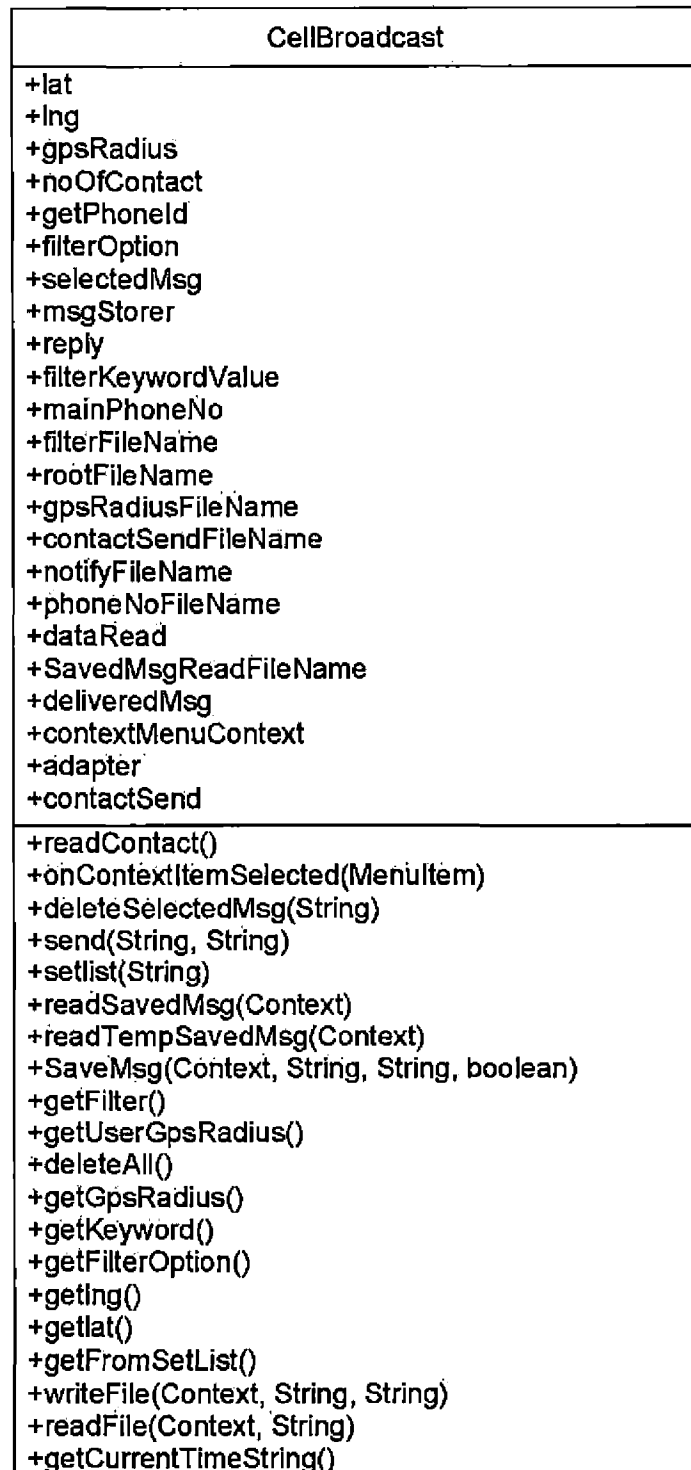 CellBroadcast
+lat
+lng
+gpsRadius
+noOfContact
+getPhoneId
+filterOption
+selectedMsg
+msgStorer
+reply
+filterKeywordValue
+mainPhoneNo
+filterFileName
+rootFileName
+gpsRadiusFileName
+contactSendFileName
+notifyFileName
+phoneNoFileName
+dataRead
+SavedMsgReadFileName
+deliveredMsg
+contextMenuContext
+adapter
+contactSend
+readContact()
+onContextItemSelected(MenuItem)
+deleteSelectedMsg(String)
+send(String, String)
+setlist(String)
+readSavedMsg(Context)
+readTempSavedMsg(Context)
+SaveMsg(Context, String, String, boolean)
+getFilter()
+getUserGpsRadius()
+deleteAll()
+getGpsRadius()
+getKeyword()
+getFilterOption()
+getlng()
+getlat()
+getFromSetList()
+writeFile(Context, String, String)
+readFile(Context, String)
+getCurrentTimeString()